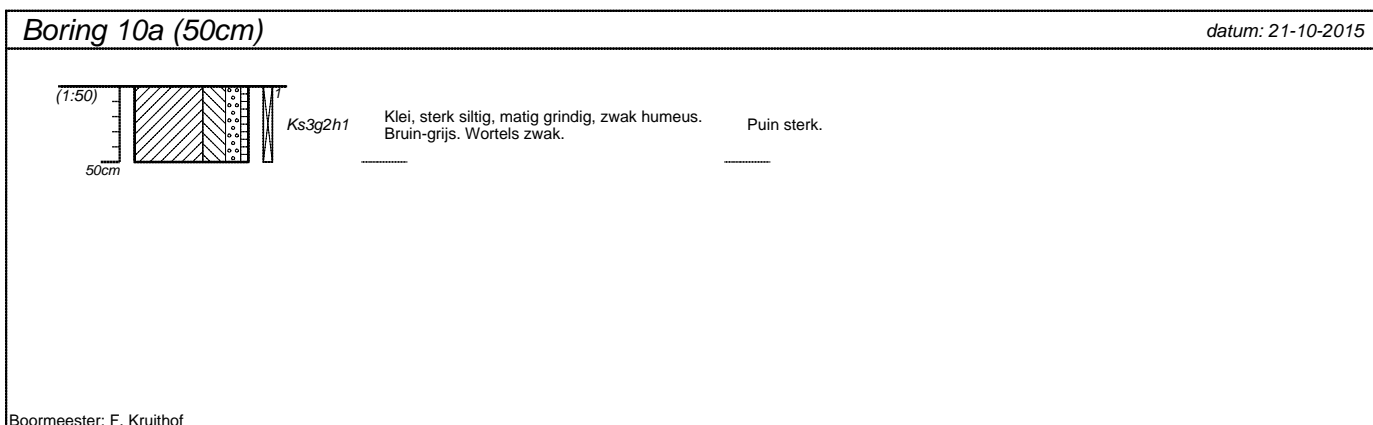 Boring 10a (50cm)
datum: 21-10-2015
(1:50)
1
Ks3g2h1
Klei, sterk siltig, matig grindig, zwak humeus.
Bruin-grijs. Wortels zwak.
Puin sterk.
50cm
Boormeester: F. Kruithof